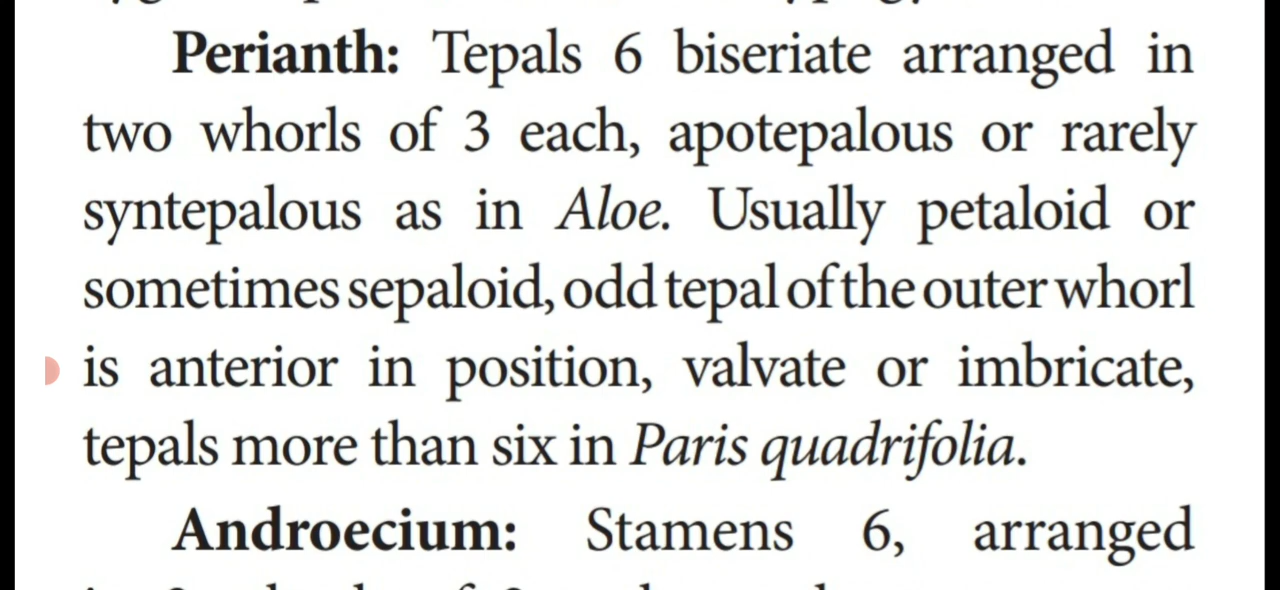 Perianth: Tepals 6 biseriate arranged in
two whorls of 3 each, apotepalous or rarely
syntepalous as in Aloe. Usually petaloid or
sometimes sepaloid, odd tepal of the outer whorl
is anterior in position, valvate or imbricate,
tepals more than six in Paris quadrifolia.
Androecium: Stamens 6, arranged